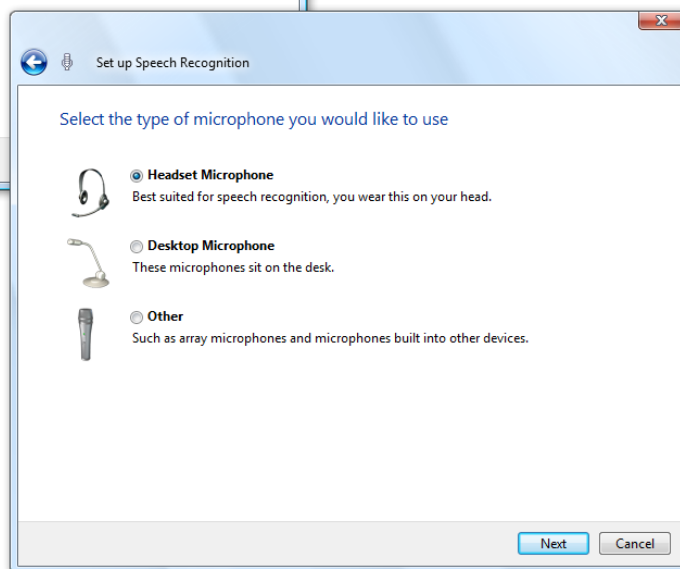 Set up Speech Recognition
Select the type of microphone you would like to use
Headset Microphone
Best suited for speech recognition, you wear this on your head.
Desktop Microphone
These microphones sit on the desk.
Other
Such as array microphones and microphones built into other devices.
Next Cancel